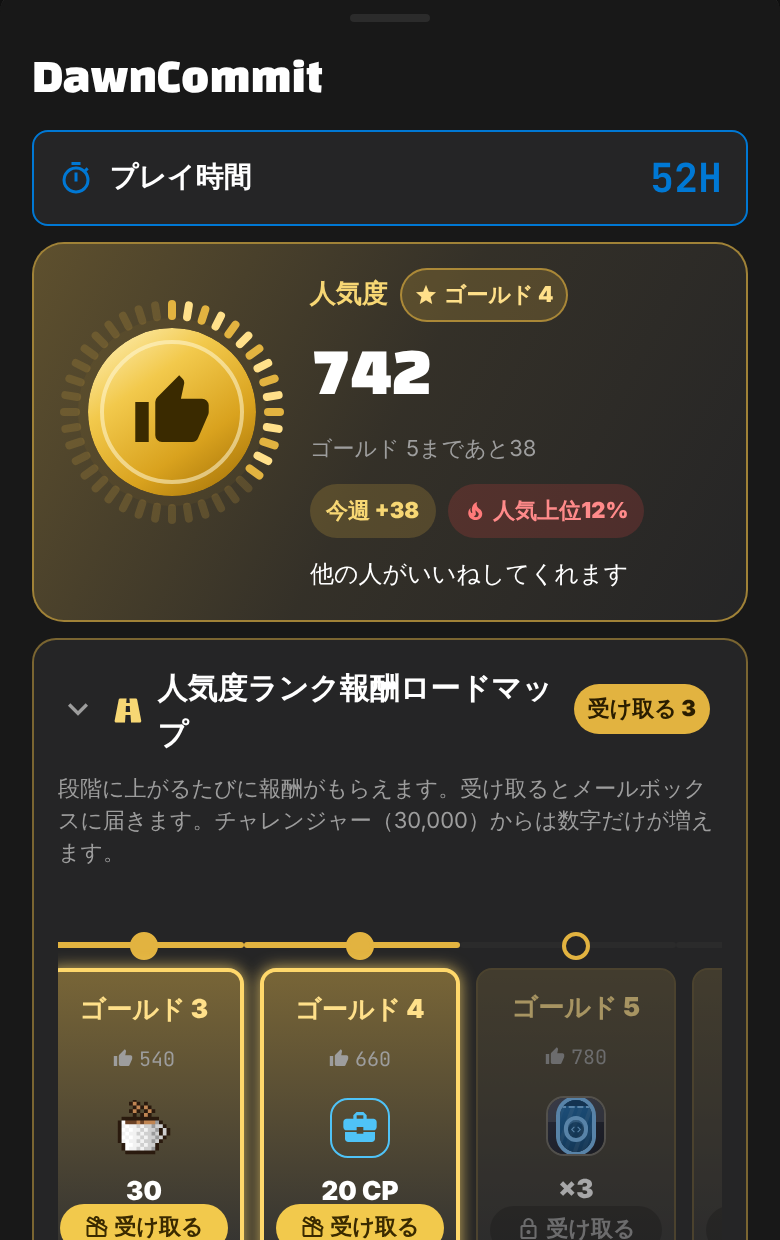 DawnCommit
プレイ時間
52H
人気度
ゴールド 4
742
ゴールド 5まであと38
今週 +38
人気上位12%
他の人がいいねしてくれます
人気度ランク報酬ロードマッ
プ
受け取る 3
段階に上がるたびに報酬がもらえます。受け取るとメールボック
スに届きます。チャレンジャー（30,000）からは数字だけが増え
ます。
ゴールド 3
540
30
受け取る
ゴールド 4
660
20 CP
受け取る
ゴールド 5
780
×3
受け取る